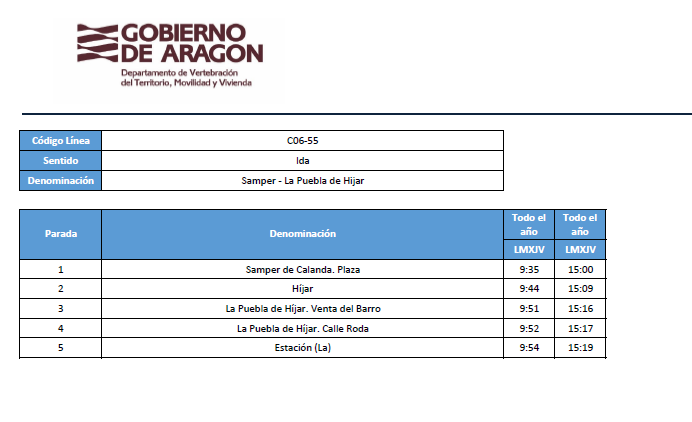 GOBIERNO
DE ARAGON
Departamento de Vertebración
del Territorio, Movilidad y Vivienda
Código Línea C06-55
Sentido Ida
Denominación Samper - La Puebla de Hijar
Parada Denominación Todo el año Todo el año
LMXJV LMXJV
1 Samper de Calanda. Plaza 9:35 15:00
2 Híjar 9:44 15:09
3 La Puebla de Híjar. Venta del Barro 9:51 15:16
4 La Puebla de Híjar. Calle Roda 9:52 15:17
5 Estación (La) 9:54 15:19